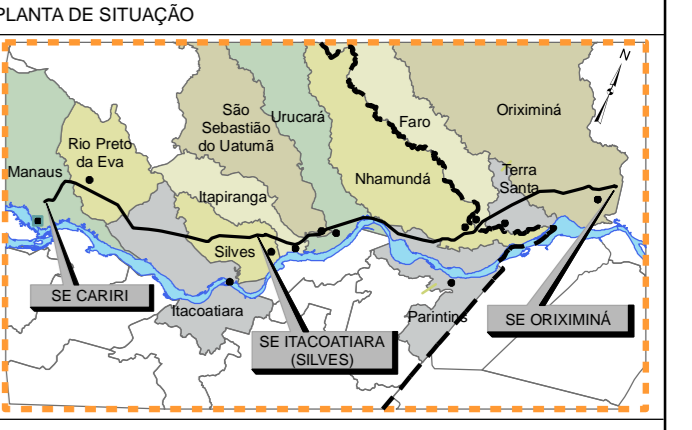 PLANTA DE SITUAÇÃO
N
São
Sebastião
do Uatumã
Urucará
Faro
Oriximiná
Rio Preto
da Eva
Manaus
Nhamundá
Terra
Santa
Itapiranga
Silves
SE CARIRI
Itacoatiara
SE ITACOATIARA
(SILVES)
Parintins
SE ORIXIMINÁ